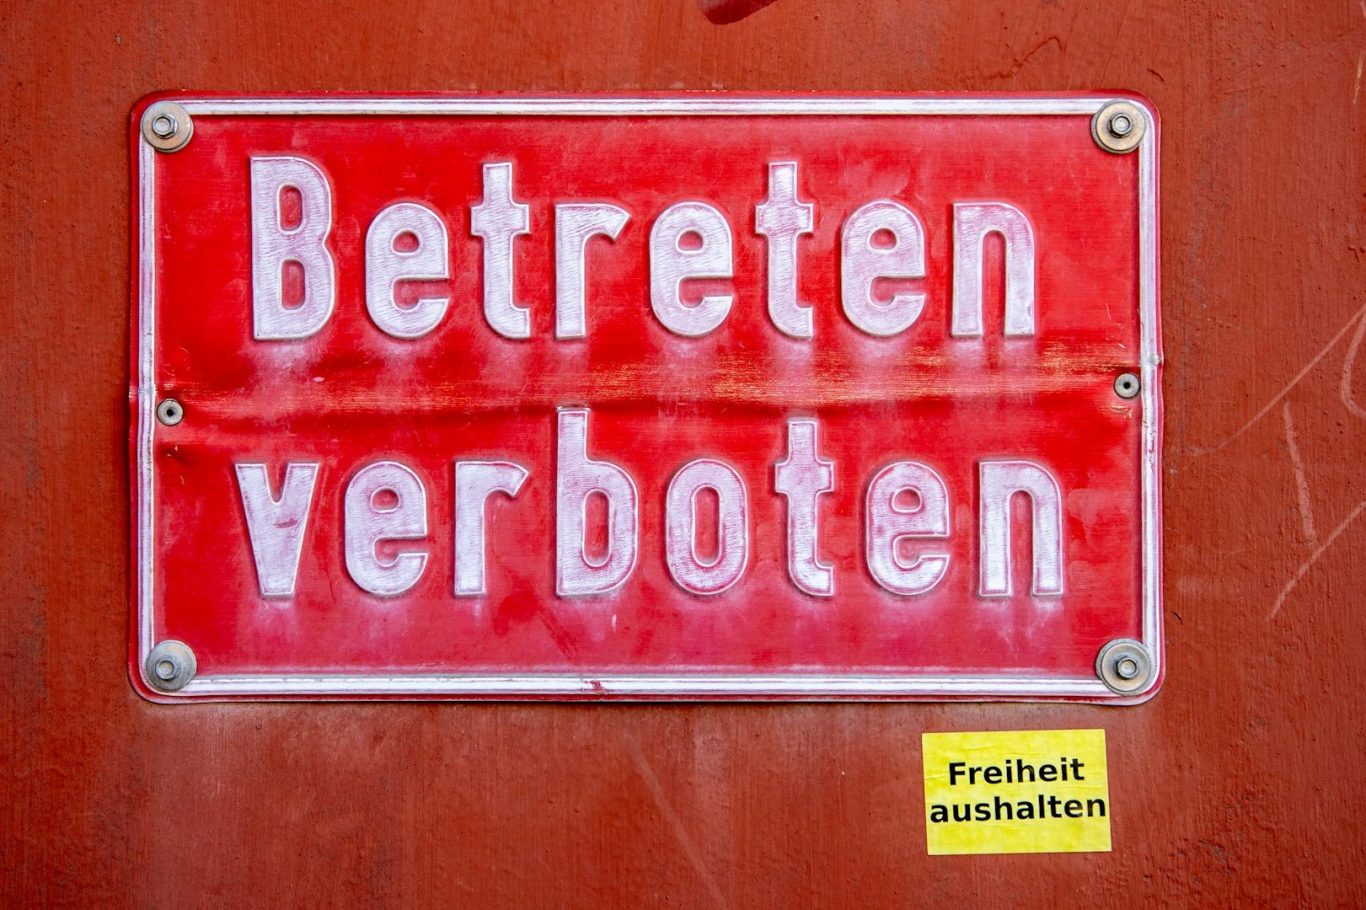 Betreten
verboten
Freiheit
aushalten